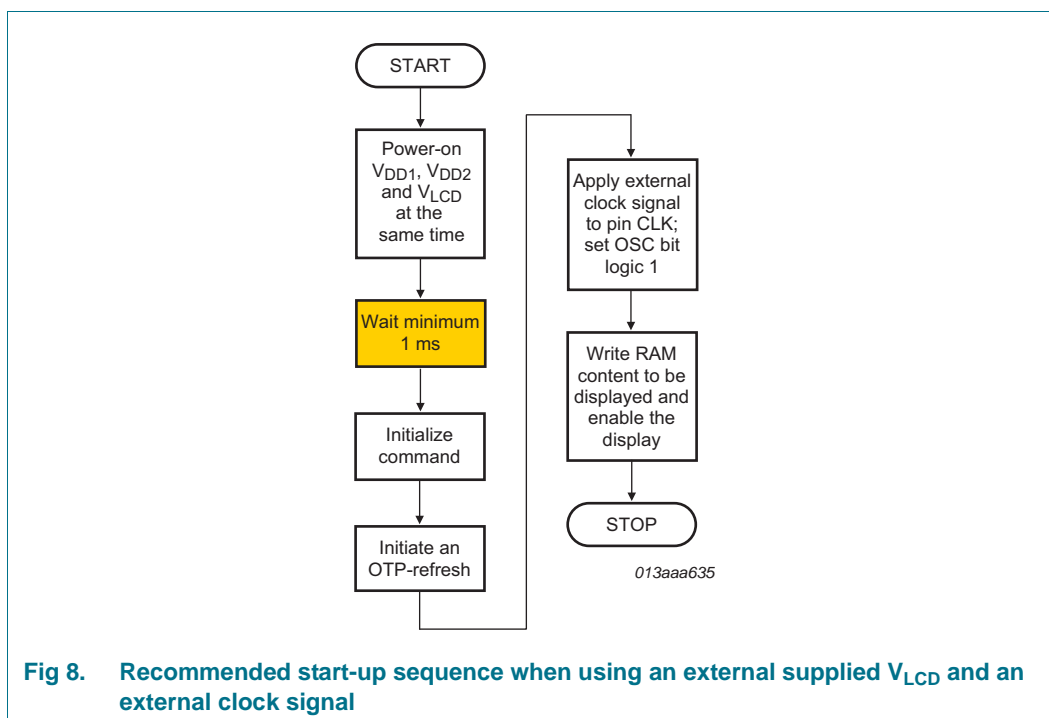 START
Power-on
VDD1, VDD2
and VLCD
at the
same time
Wait minimum
1 ms
Initialize
command
Initiate an
OTP-refresh
Apply external
clock signal
to pin CLK;
set OSC bit
logic 1
Write RAM
content to be
displayed and
enable the
display
STOP
013aaa635
Fig 8. Recommended start-up sequence when using an external supplied VLCD and an
external clock signal